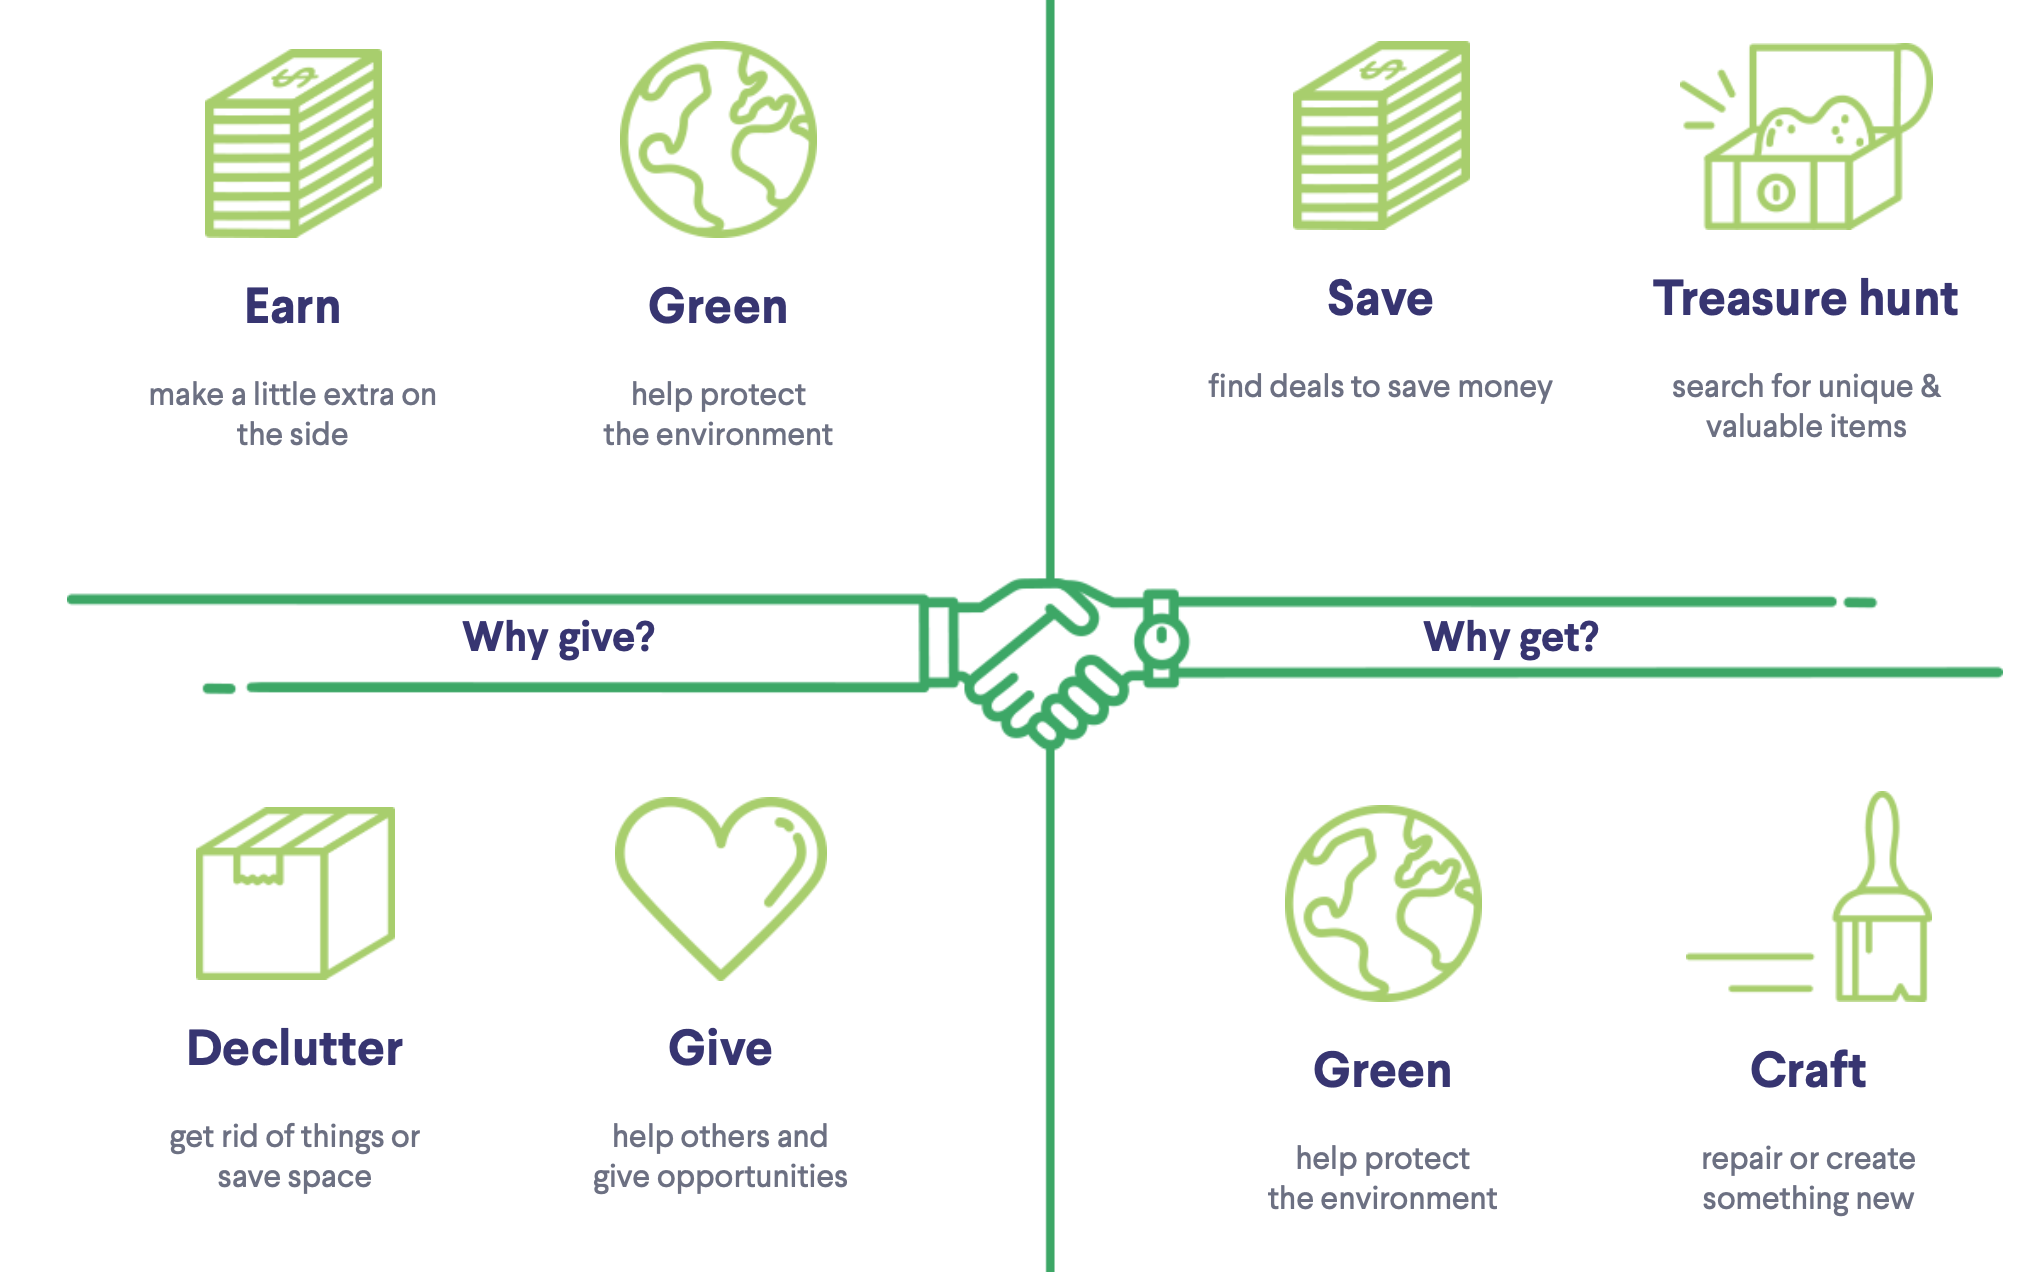 Earn
make a little extra on
the side
Green
help protect
the environment
Save
find deals to save money
Treasure hunt
search for unique &
valuable items
Why give?
Why get?
Declutter
get rid of things or
save space
Give
help others and
give opportunities
Green
help protect
the environment
Craft
repair or create
something new